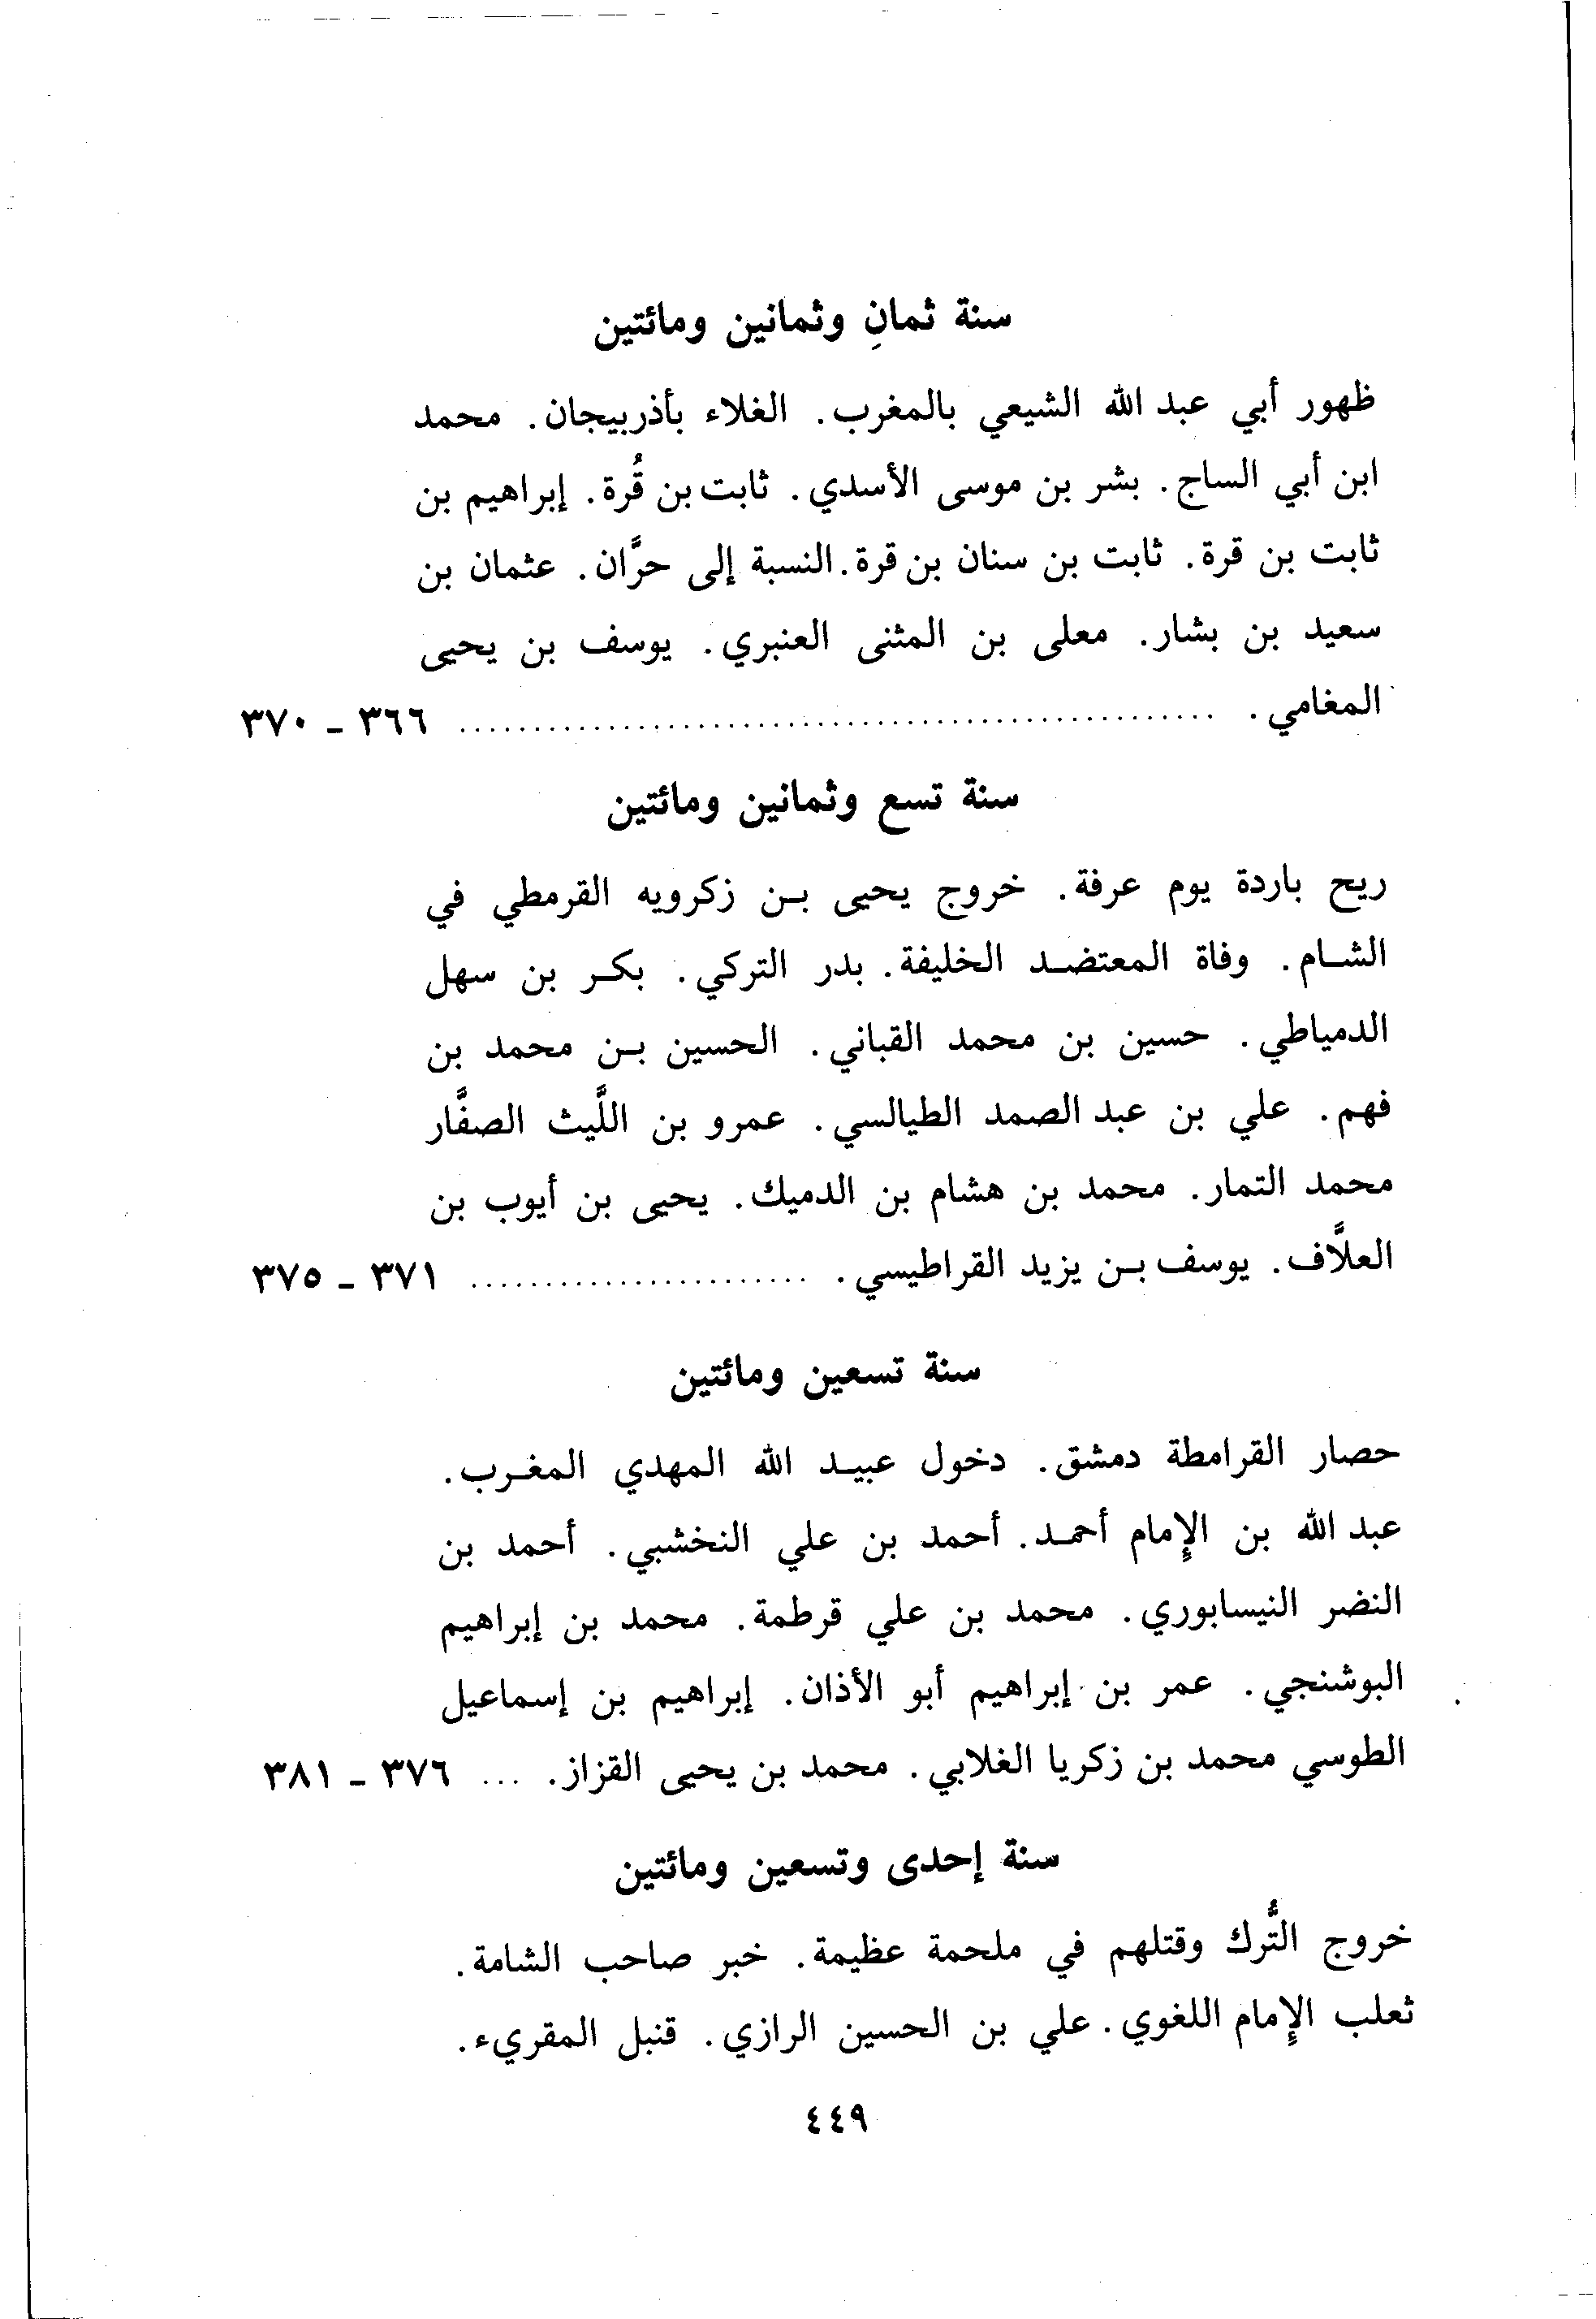 سنة ثمانِ وثمانين ومائتين
ظهور أبي عبد الله الشيعي بالمغرب. الغلاء بأذربيجان. محمد
ابن أبي الساج. بشر بن موسى الأسدي. ثابت بن قُرة. إبراهيم بن
ثابت بن قرة. ثابت بن سنان بن قرة. النسبة إلى حرَّان. عثمان بن
سعيد بن بشار. معلى بن المثنى العنبري. يوسف بن يحيى
المغامي. .................................................... ٣٦٦ - ٣٧٠
سنة تسع وثمانين ومائتين
ريح باردة يوم عرفة. خروج يحيى بن زكرويه القرمطي في
الشام. وفاة المعتضد الخليفة. بدر التركي. بكر بن سهل
الدمياطي. حسين بن محمد القباني. الحسين بن محمد بن
فهم. علي بن عبد الصمد الطيالسي. عمرو بن اللَّيث الصفَّار
محمد التمار. محمد بن هشام بن الدميك. يحيى بن أيوب بن
العلاَّف. يوسف بن يزيد القراطيسي. ....................... ٣٧١ - ٣٧٥
سنة تسعين ومائتين
حصار القرامطة دمشق. دخول عبيد الله المهدي المغرب.
عبد الله بن الإِمام أحمد. أحمد بن علي النخشبي. أحمد بن
النضر النيسابوري. محمد بن علي قرطمة. محمد بن إبراهيم
البوشنجي. عمر بن إبراهيم أبو الأذان. إبراهيم بن إسماعيل
الطوسي محمد بن زكريا الغلابي. محمد بن يحيى القزاز. ... ٣٧٦ - ٣٨١
سنة إحدى وتسعين ومائتين
خروج التُّرك وقتلهم في ملحمة عظيمة. خبر صاحب الشامة.
ثعلب الإِمام اللغوي. علي بن الحسين الرازي. قنبل المقريء.
٤٤٩